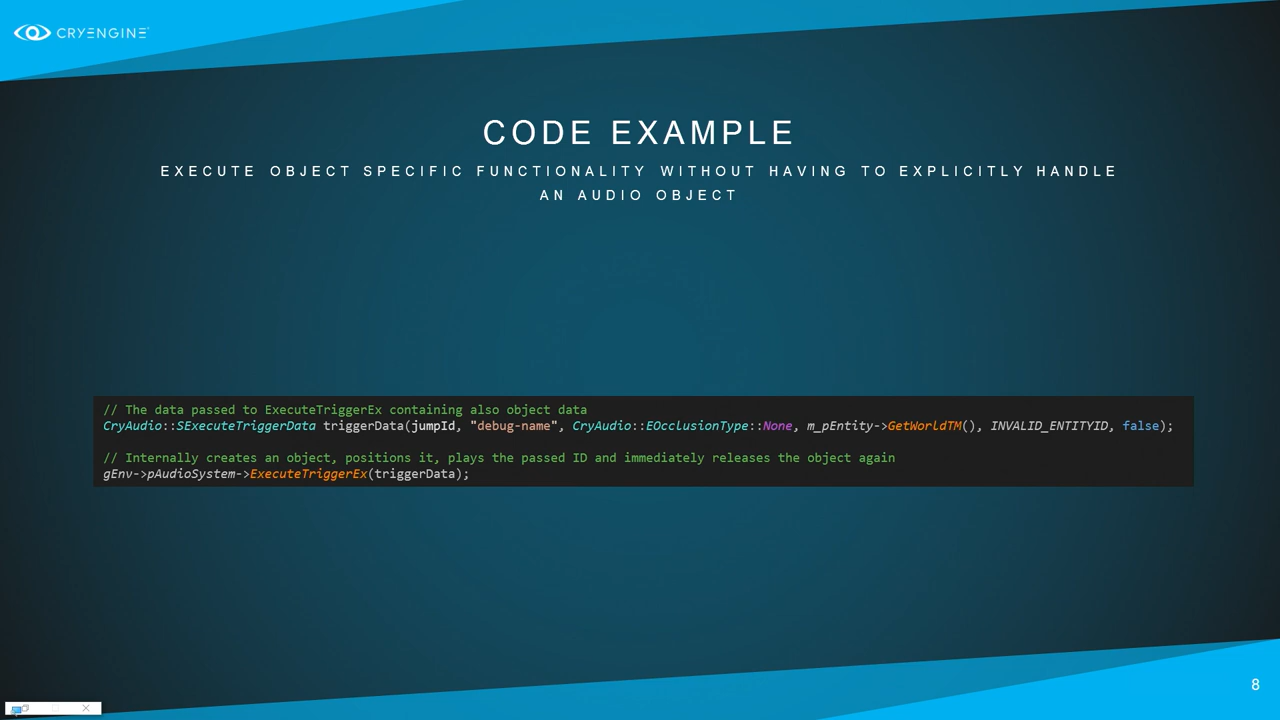 CRYENGINE
CODE EXAMPLE
EXECUTE OBJECT SPECIFIC FUNCTIONALITY WITHOUT HAVING TO EXPLICITLY HANDLE
AN AUDIO OBJECT
// The data passed to ExecuteTriggerEx containing also object data
CryAudio::SExecuteTriggerData triggerData(jumpId, "debug-name", CryAudio::EOcclusionType::None, m_pEntity->GetWorldTM(), INVALID_ENTITYID, false);
// Internally creates an object, positions it, plays the passed ID and immediately releases the object again
gEnv->pAudioSystem->ExecuteTriggerEx(triggerData);
8